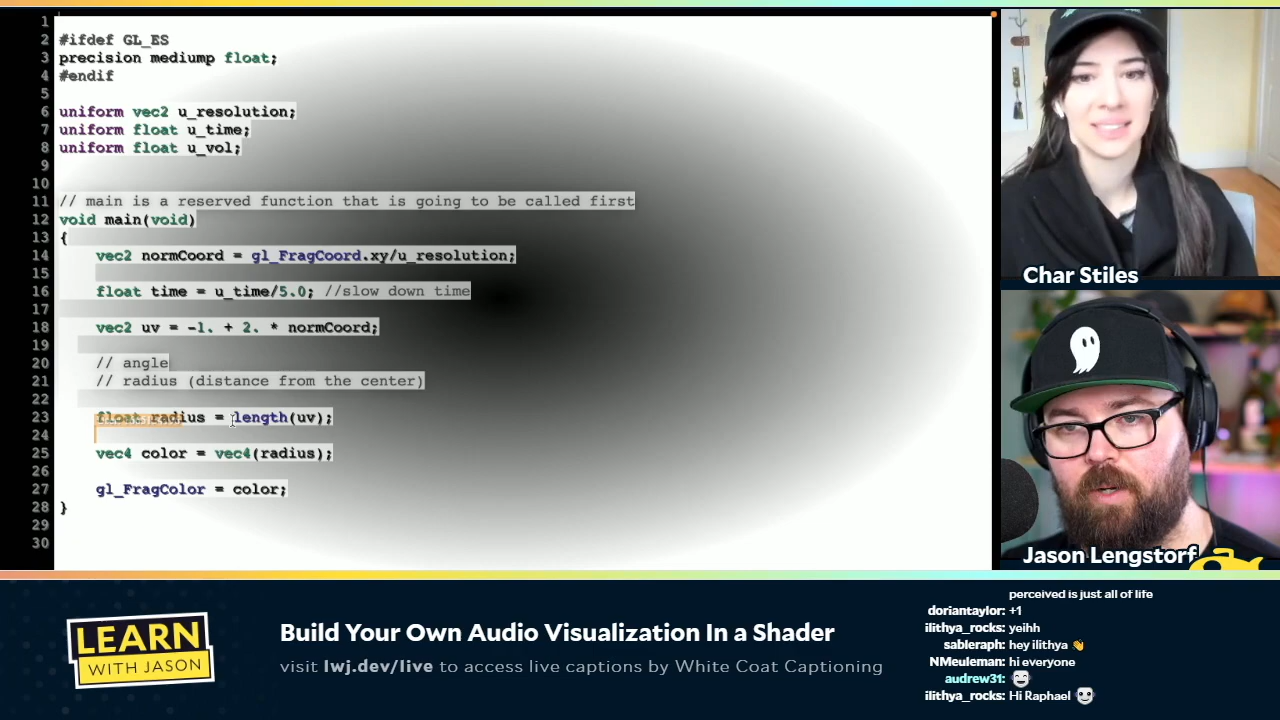 1
2 #ifdef GL_ES
3 precision mediump float;
4 #endif
5
6 uniform vec2 u_resolution;
7 uniform float u_time;
8 uniform float u_vol;
9
10
11 // main is a reserved function that is going to be called first
12 void main(void)
13 {
14 vec2 normCoord = gl_FragCoord.xy/u_resolution;
15
16 float time = u_time/5.0; //slow down time
17
18 vec2 uv = -1. + 2. * normCoord;
19
20 // angle
21 // radius (distance from the center)
22
23 float radius = length(uv);
24
25 vec4 color = vec4(radius);
26
27 gl_FragColor = color;
28 }
29
30
Char Stiles
Jason Lengstorf
LEARN
WITH JASON
Build Your Own Audio Visualization In a Shader
visit lwj.dev/live to access live captions by White Coat Captioning
perceived is just all of life
doriantaylor: +1
ilithya_rocks: yeihh
sableraph: hey ilithya 👋
NMeuleman: hi everyone
audrew31:
ilithya_rocks: Hi Raphael